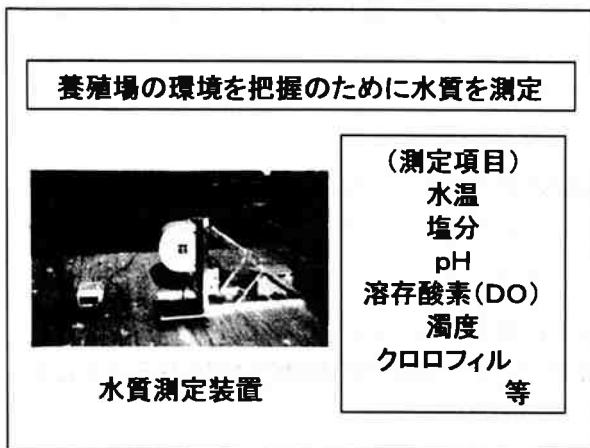 養殖場の環境を把握のために水質を測定
(測定項目)
水温
塩分
pH
溶存酸素(DO)
濁度
クロロフィル
等
水質測定装置